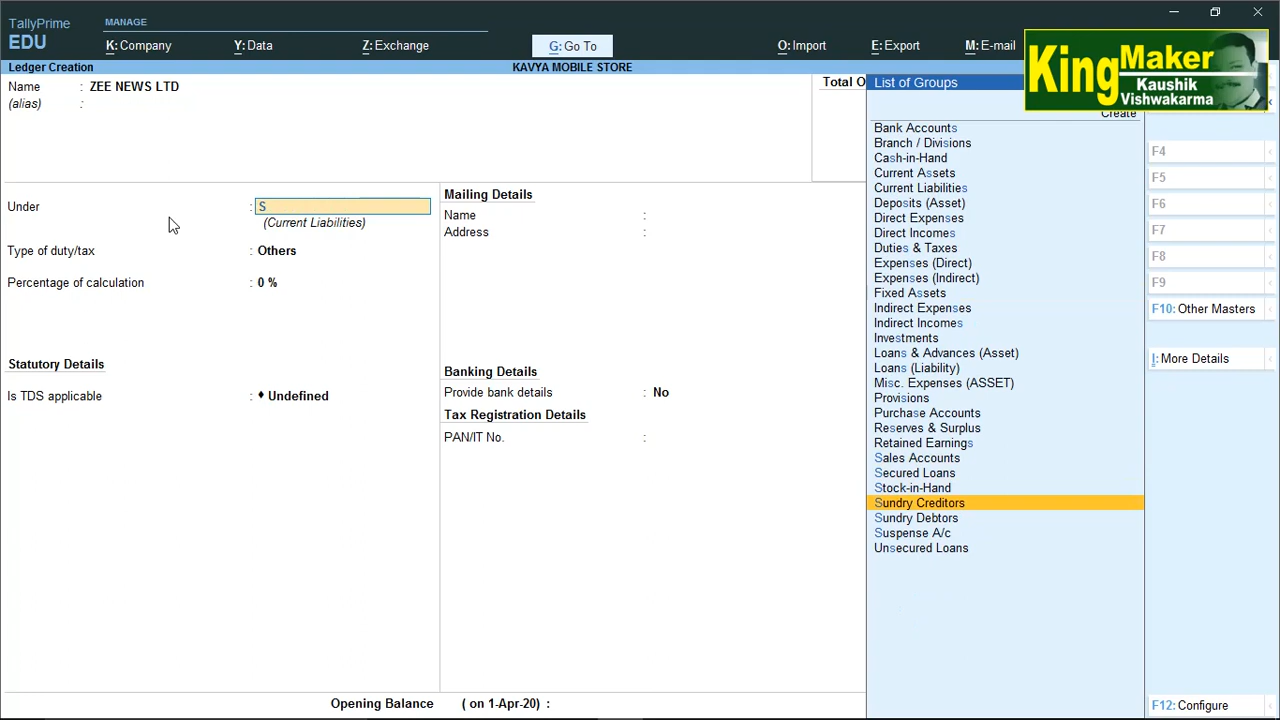 TallyPrime
EDU
MANAGE
K:Company
Y:Data
Z:Exchange
G:Go To
O:Import
E:Export
M:E-mail
KingMaker
Kaushik
Vishwakarma
Ledger Creation
KAVYA MOBILE STORE
Name : ZEE NEWS LTD
(alias) :
Total O
List of Groups
Create
Under : S
(Current Liabilities)
Type of duty/tax : Others
Percentage of calculation : 0 %
Statutory Details
Is TDS applicable : ♦ Undefined
Mailing Details
Name :
Address :
Banking Details
Provide bank details : No
Tax Registration Details
PAN/IT No. :
Opening Balance ( on 1-Apr-20) :
Bank Accounts
Branch / Divisions
Cash-in-Hand
Current Assets
Current Liabilities
Deposits (Asset)
Direct Expenses
Direct Incomes
Duties & Taxes
Expenses (Direct)
Expenses (Indirect)
Fixed Assets
Indirect Expenses
Indirect Incomes
Investments
Loans & Advances (Asset)
Loans (Liability)
Misc. Expenses (ASSET)
Provisions
Purchase Accounts
Reserves & Surplus
Retained Earnings
Sales Accounts
Secured Loans
Stock-in-Hand
Sundry Creditors
Sundry Debtors
Suspense A/c
Unsecured Loans
F4
F5
F6
F7
F8
F9
F10: Other Masters
I: More Details
F12: Configure